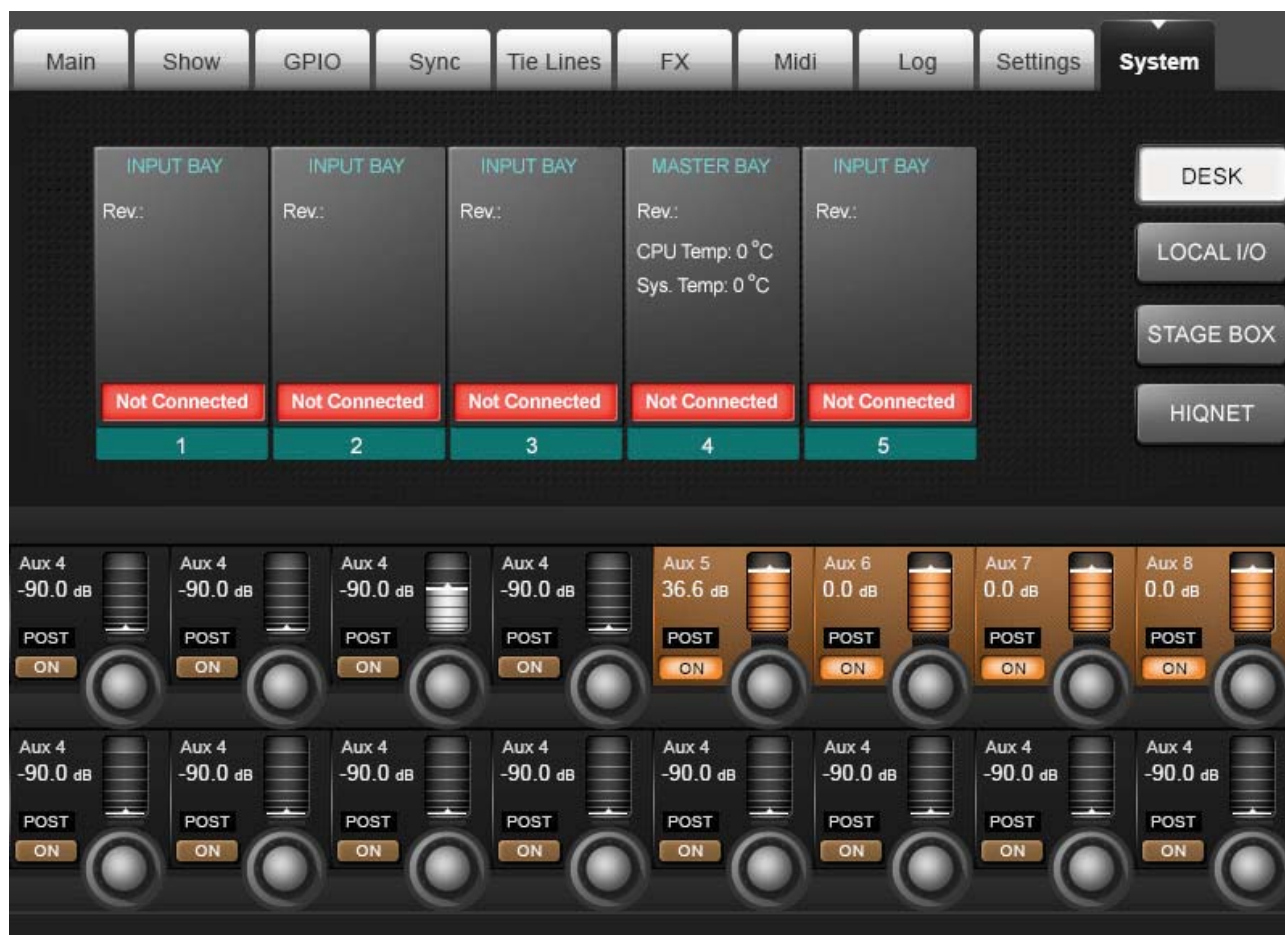 Main Show GPIO Sync Tie Lines FX Midi Log Settings System
INPUT BAY INPUT BAY INPUT BAY MASTER BAY INPUT BAY
DESK
Rev.: Rev.: Rev.: Rev.: Rev.:
CPU Temp: 0 °C
LOCAL I/O
Sys. Temp: 0 °C
STAGE BOX
Not Connected Not Connected Not Connected Not Connected Not Connected
HIQNET
1 2 3 4 5
Aux 4 Aux 4 Aux 4 Aux 4 Aux 5 Aux 6 Aux 7 Aux 8
-90.0 dB -90.0 dB -90.0 dB -90.0 dB 36.6 dB 0.0 dB 0.0 dB 0.0 dB
POST POST POST POST POST POST POST POST
ON ON ON ON ON ON ON ON
Aux 4 Aux 4 Aux 4 Aux 4 Aux 4 Aux 4 Aux 4 Aux 4
-90.0 dB -90.0 dB -90.0 dB -90.0 dB -90.0 dB -90.0 dB -90.0 dB -90.0 dB
POST POST POST POST POST POST POST POST
ON ON ON ON ON ON ON ON